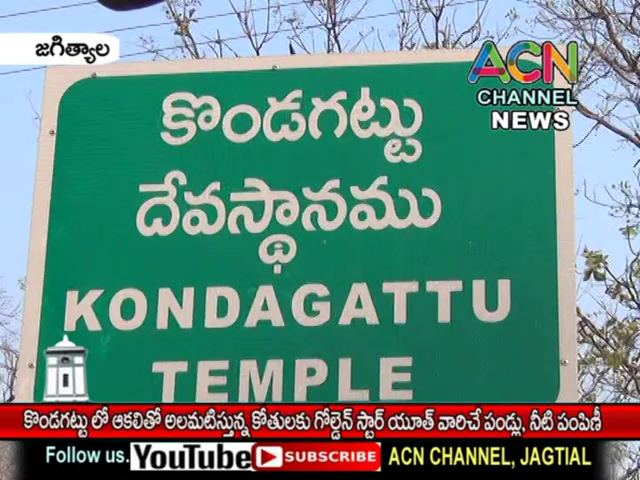 జగిత్యాల
ACN
CHANNEL
NEWS
కొండగట్టు
దేవస్థానము
KONDAGATTU
TEMPLE
కొండగట్టు లో ఆకలితో అలమటిస్తున్న కోతులకు గోల్డెన్ స్టార్ యూత్ వారిచే పండ్లు, నీటి పంపిణీ
Follow us. YouTube SUBSCRIBE ACN CHANNEL, JAGTIAL